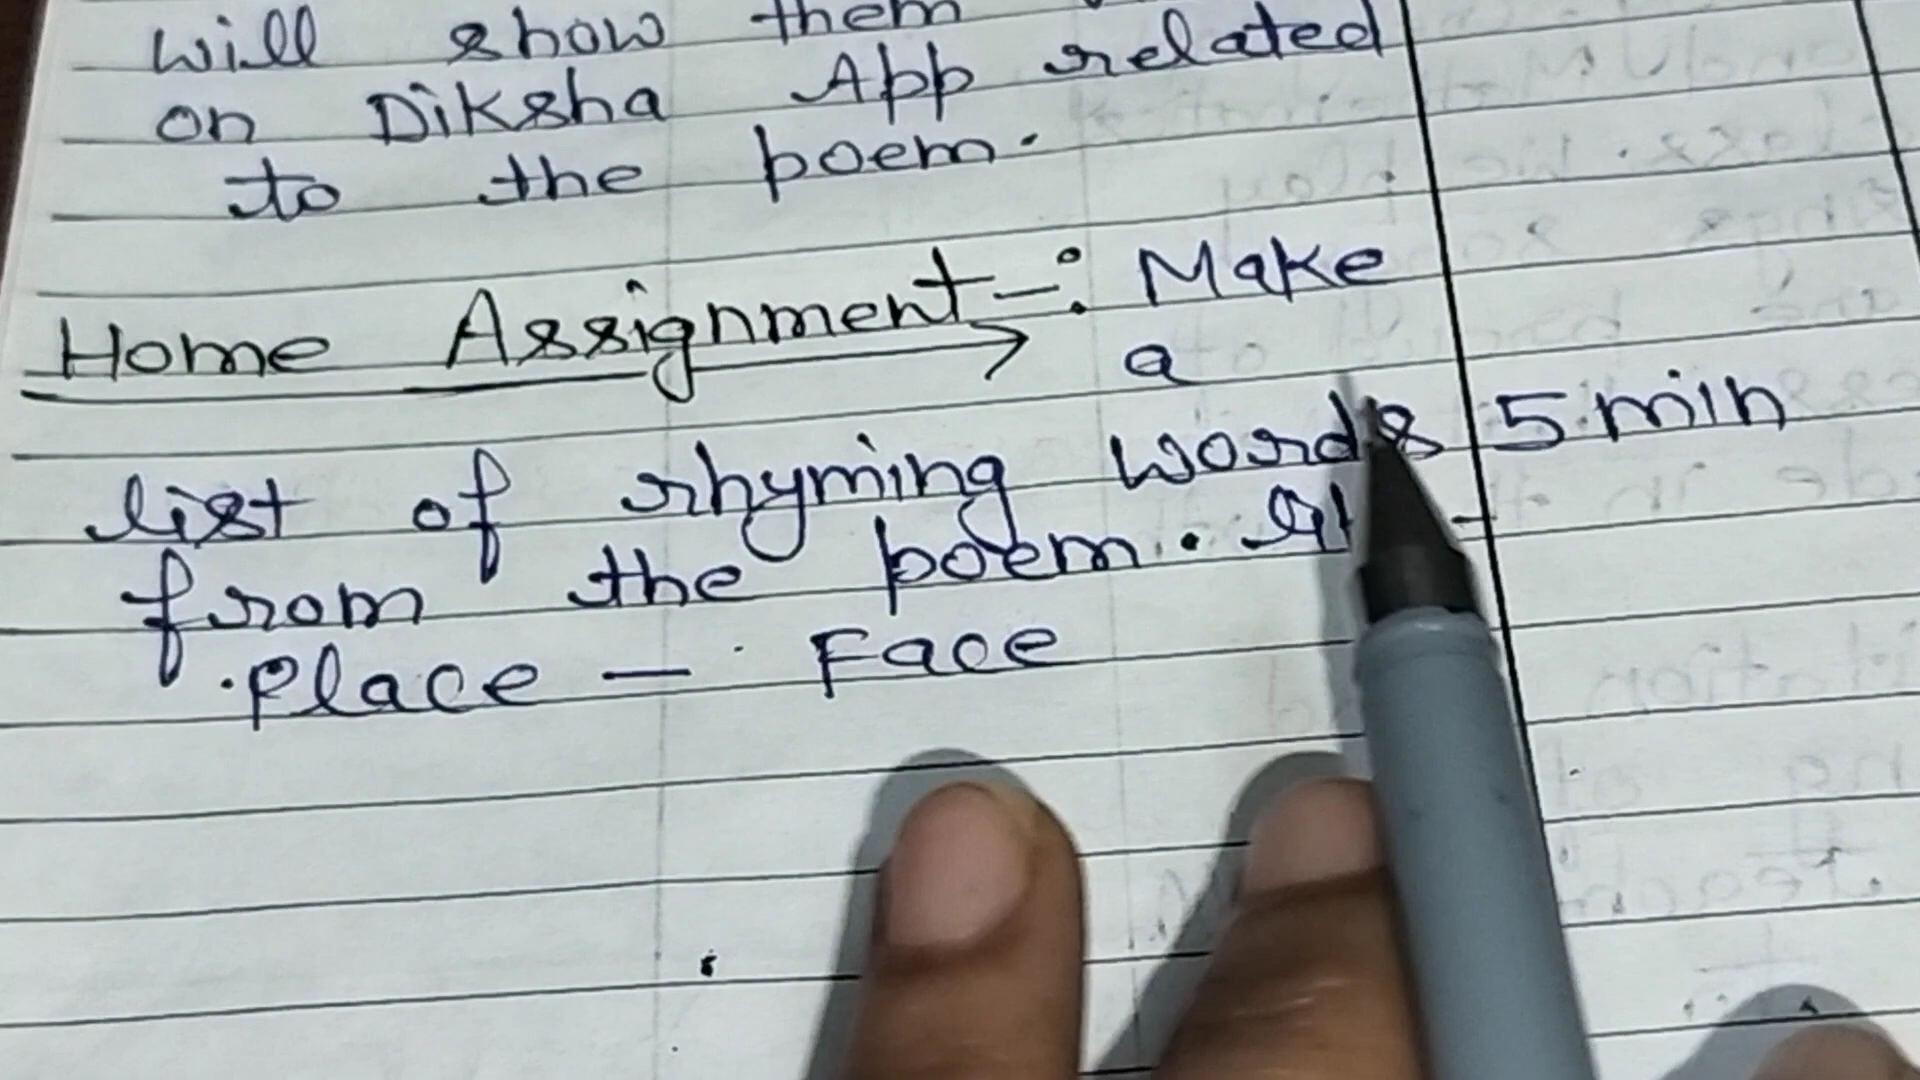 will show them
on Diksha App related
to the poem.
Home Assignment -: Make
a
list of rhyming words 5 min
from the poem.
Place - Face